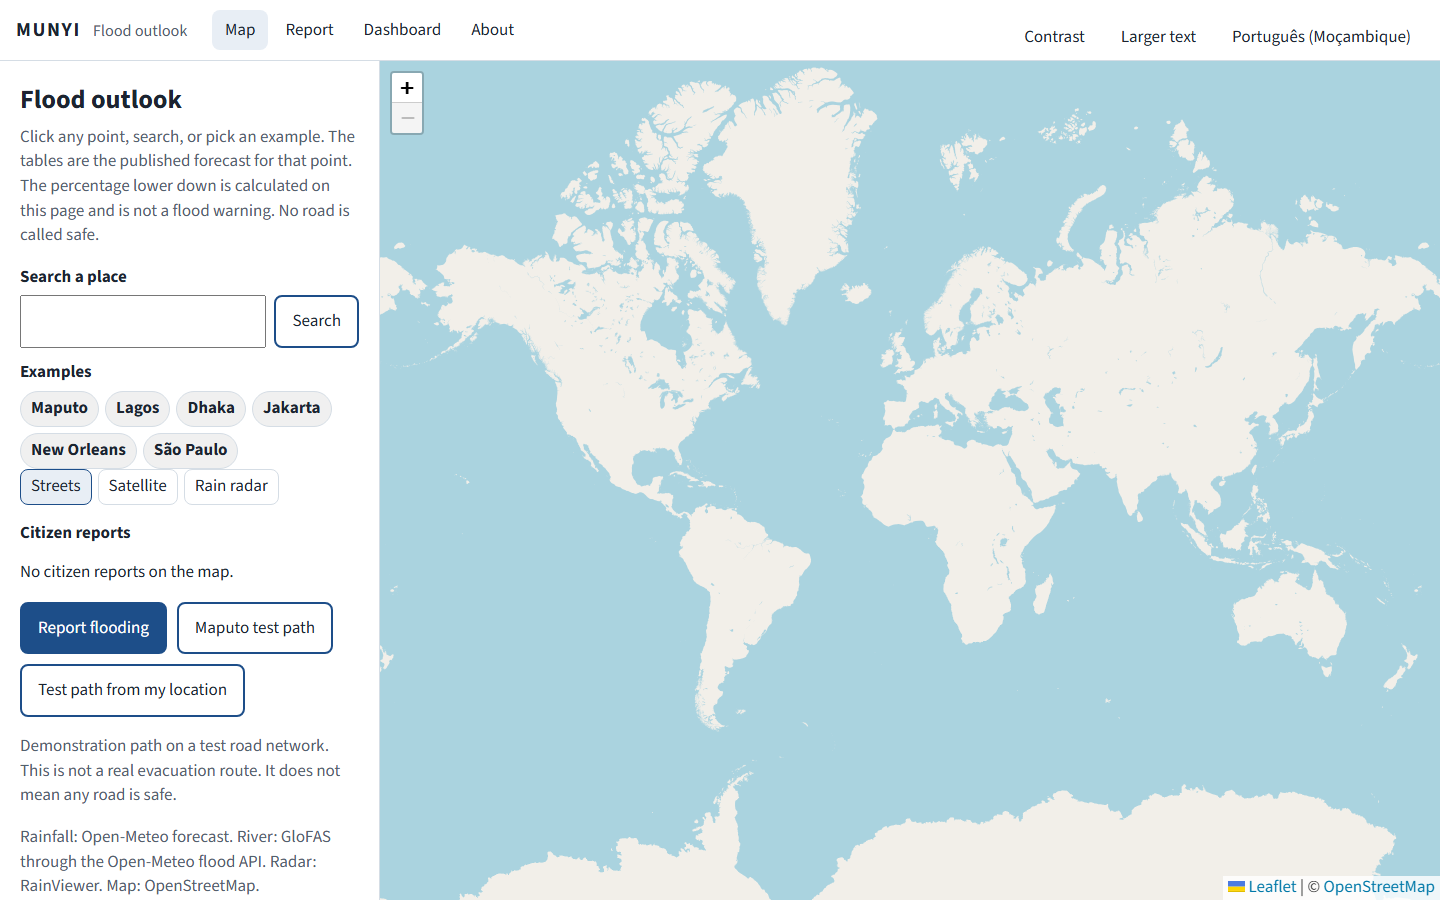 MUNYI Flood outlook Map Report Dashboard About Contrast Larger text Português (Moçambique)
Flood outlook
Click any point, search, or pick an example. The
tables are the published forecast for that point.
The percentage lower down is calculated on
this page and is not a flood warning. No road is
called safe.
Search a place
Search
Examples
Maputo Lagos Dhaka Jakarta
New Orleans São Paulo
Streets Satellite Rain radar
Citizen reports
No citizen reports on the map.
Report flooding Maputo test path
Test path from my location
Demonstration path on a test road network.
This is not a real evacuation route. It does not
mean any road is safe.
Rainfall: Open-Meteo forecast. River: GloFAS
through the Open-Meteo flood API. Radar:
RainViewer. Map: OpenStreetMap.
+
−
Leaflet | © OpenStreetMap